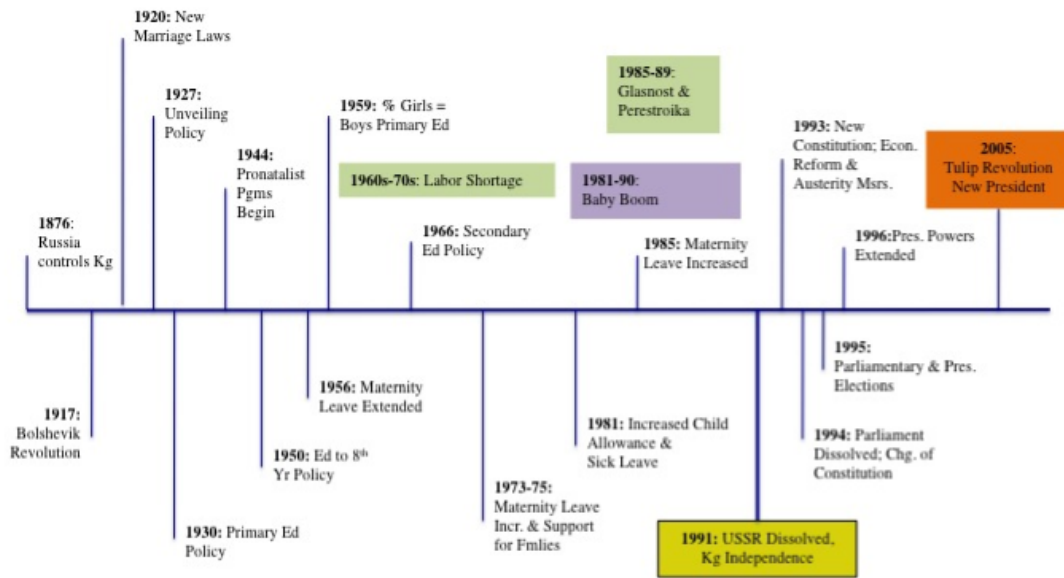 1920: New
Marriage Laws
1927:
Unveiling
Policy
1944:
Pronatalist
Pgms
Begin
1959: % Girls =
Boys Primary Ed
1985-89:
Glasnost &
Perestroika
1960s-70s: Labor Shortage
1981-90:
Baby Boom
1993: New
Constitution; Econ.
Reform &
Austerity Msrs.
2005:
Tulip Revolution
New President
1876:
Russia
controls Kg
1966: Secondary
Ed Policy
1985: Maternity
Leave Increased
1996:Pres. Powers
Extended
1917:
Bolshevik
Revolution
1930: Primary Ed
Policy
1950: Ed to 8th
Yr Policy
1956: Maternity
Leave Extended
1973-75:
Maternity Leave
Incr. & Support
for Fmlies
1981: Increased Child
Allowance &
Sick Leave
1991: USSR Dissolved,
Kg Independence
1994: Parliament
Dissolved; Chg. of
Constitution
1995:
Parliamentary & Pres.
Elections